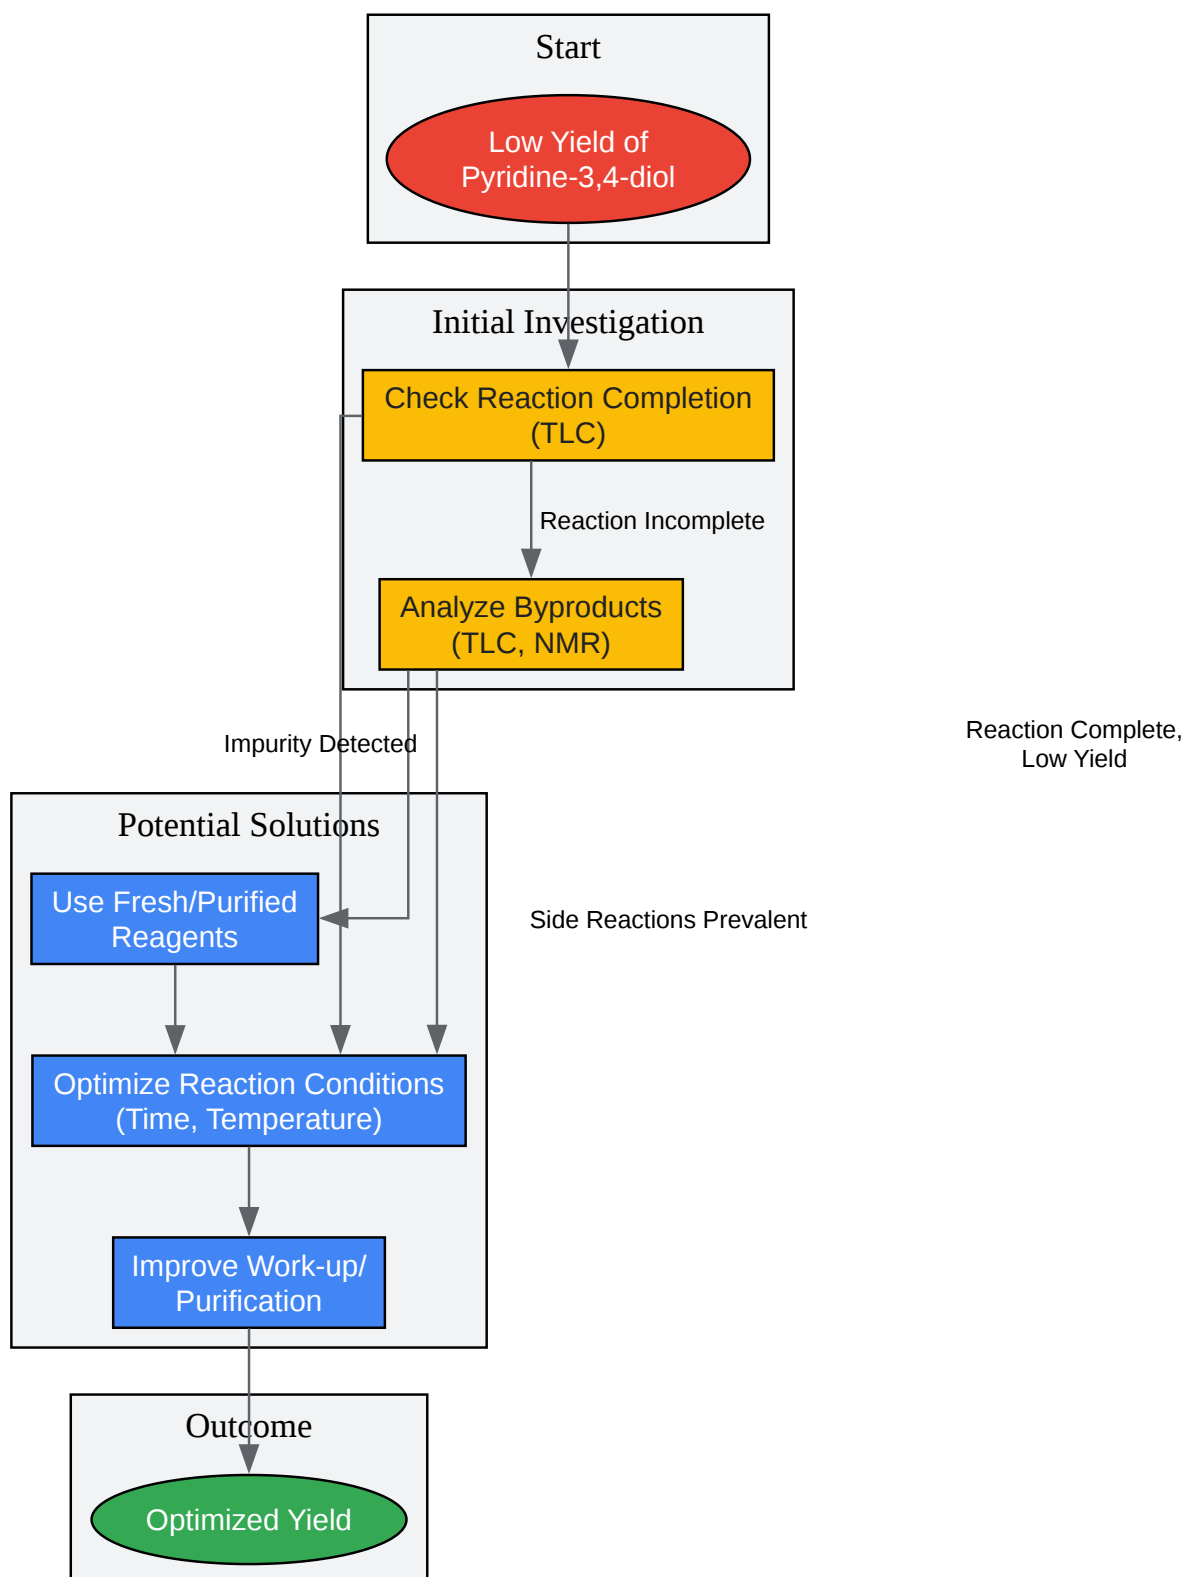 Start
Low Yield of
Pyridine-3,4-diol
Initial Investigation
Check Reaction Completion
(TLC)
Reaction Incomplete
Analyze Byproducts
(TLC, NMR)
Impurity Detected
Reaction Complete,
Low Yield
Potential Solutions
Use Fresh/Purified
Reagents
Side Reactions Prevalent
Optimize Reaction Conditions
(Time, Temperature)
Improve Work-up/
Purification
Outcome
Optimized Yield